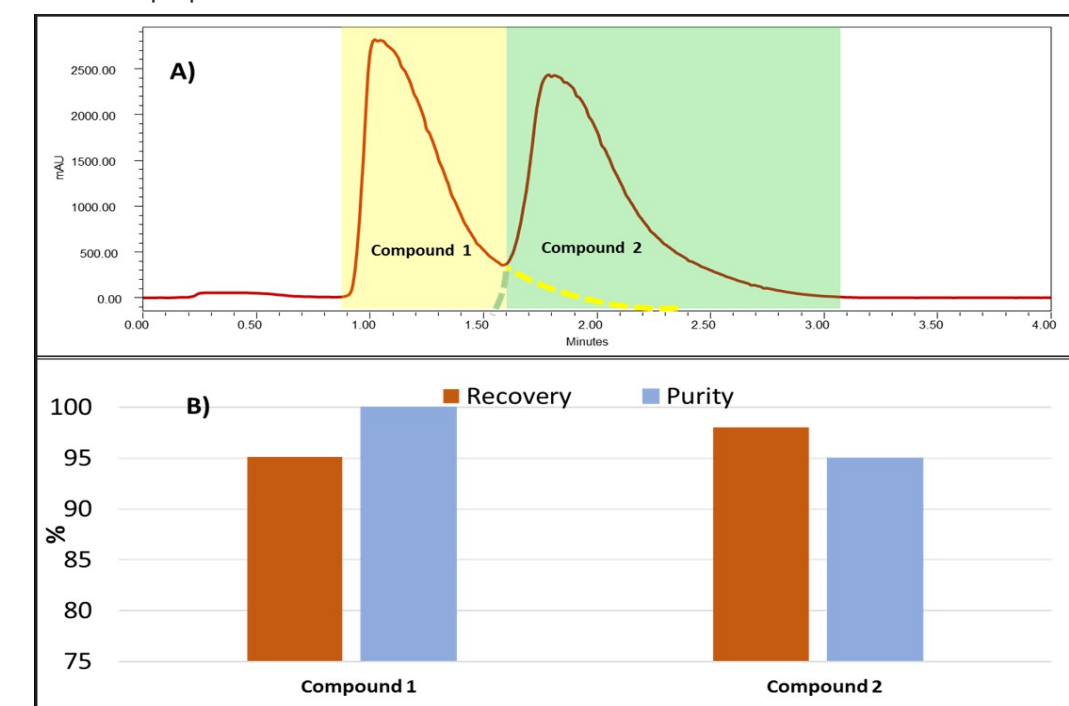 A)
2500.00
2000.00
1500.00
1000.00
500.00
0.00
mAU
Compound 1
Compound 2
0.00 0.50 1.00 1.50 2.00 2.50 3.00 3.50 4.00
Minutes
B)
Recovery Purity
100
95
90
85
80
75
%
Compound 1 Compound 2